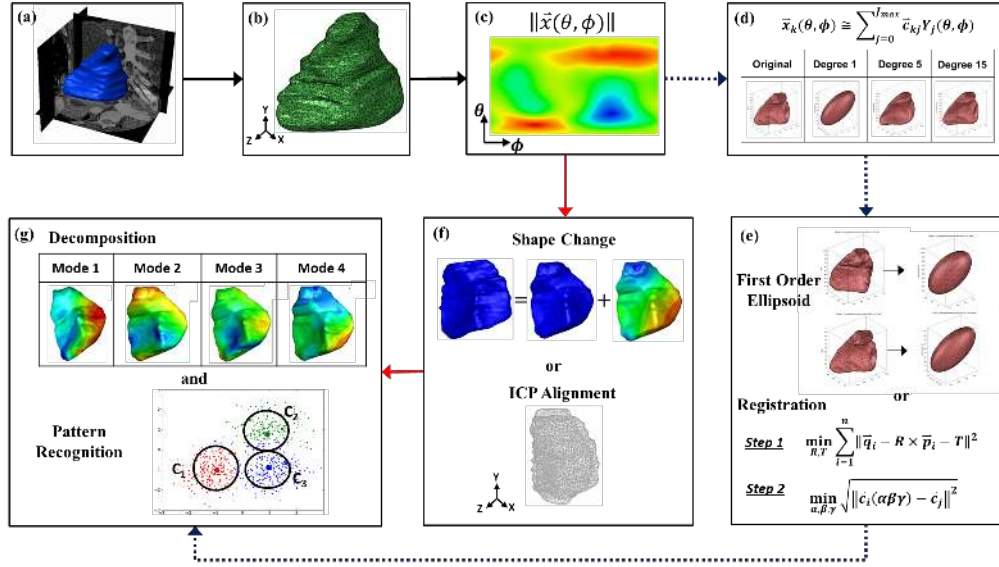 (a)
(b)
Y
Z X
(c)
‖x⃗(θ, ϕ)‖
θ
ϕ
(d)
x⃗ₖ(θ, ϕ) ≅ ∑ⱼ₌₀^Jmax c⃗ₖⱼYⱼ(θ, ϕ)
Original Degree 1 Degree 5 Degree 15
(g)
Decomposition
Mode 1 Mode 2 Mode 3 Mode 4
and
Pattern
Recognition
C₂
C₁
C₃
(f)
Shape Change
= +
or
ICP Alignment
Y
Z X
(e)
First Order
Ellipsoid
or
Registration
Step 1 min R,T ∑ᵢ₋₁ⁿ ‖q⃗ᵢ − R × p⃗ᵢ − T‖²
Step 2 min α,β,γ √‖cᵢ(αβγ) − cⱼ‖²